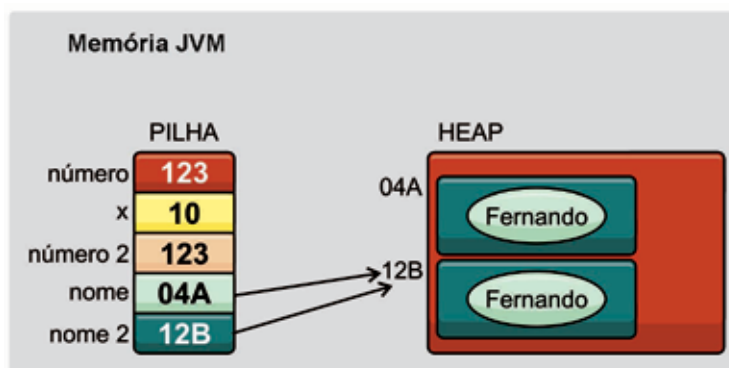 Memória JVM
PILHA
HEAP
número 123
x 10
número 2 123
nome 04A
nome 2 12B
04A
Fernando
12B
Fernando